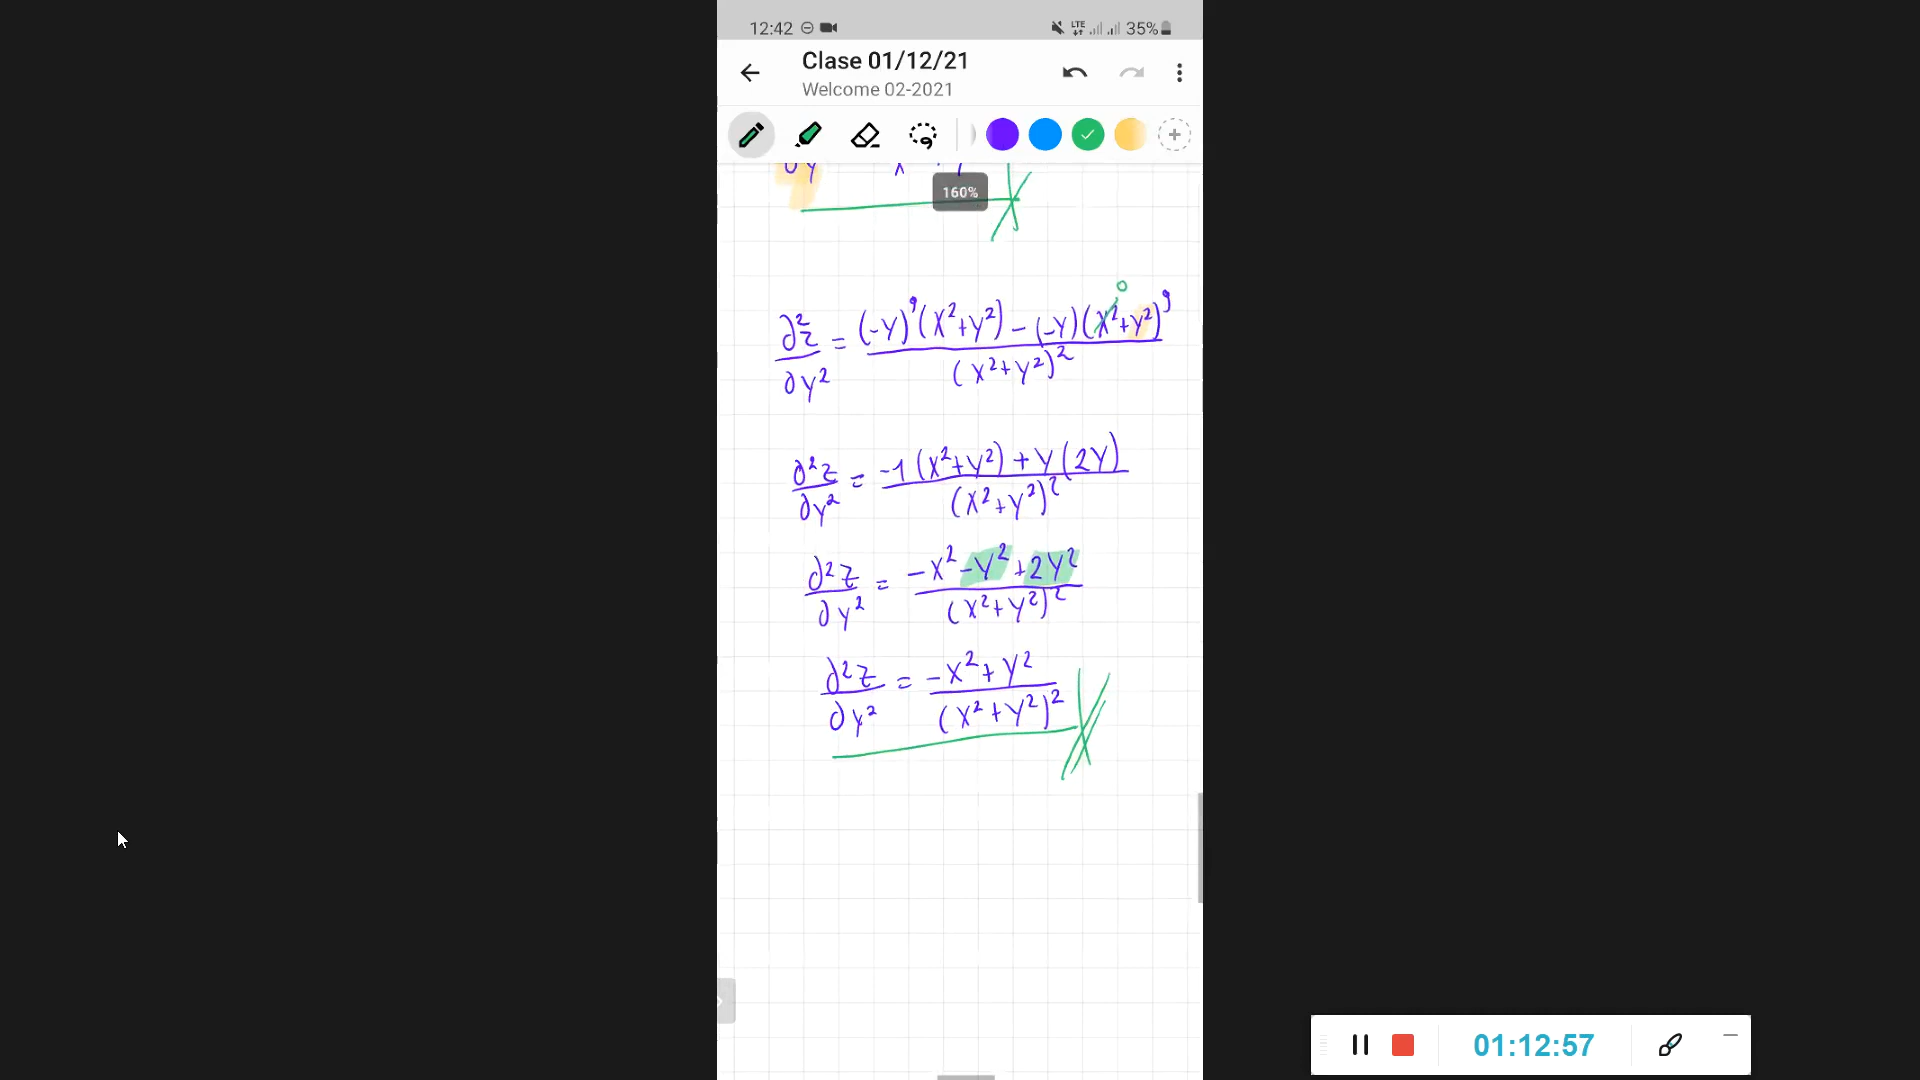 12:42 LTE 35%
Clase 01/12/21
Welcome 02-2021
∂y x y
160%
∂²z/∂y² = ((-y)'(x²+y²) - (-y)(x²+y²)')/(x²+y²)²
0
∂²z/∂y² = (-1(x²+y²) + y(2y))/(x²+y²)²
∂²z/∂y² = (-x²-y²+2y²)/(x²+y²)²
∂²z/∂y² = (-x²+y²)/(x²+y²)²
01:12:57